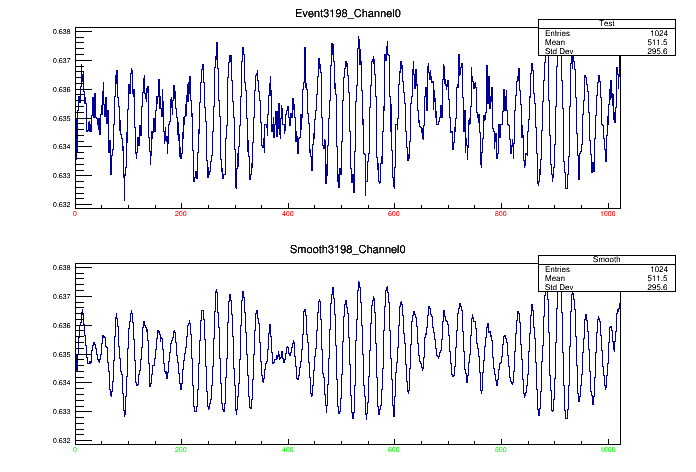 Event3198_Channel0
Test
Entries 1024
Mean 511.5
Std Dev 295.6
0.638
0.637
0.636
0.635
0.634
0.633
0.632
0 200 400 600 800 1000
Smooth3198_Channel0
Smooth
Entries 1024
Mean 511.5
Std Dev 295.6
0.638
0.637
0.636
0.635
0.634
0.633
0.632
0 200 400 600 800 1000